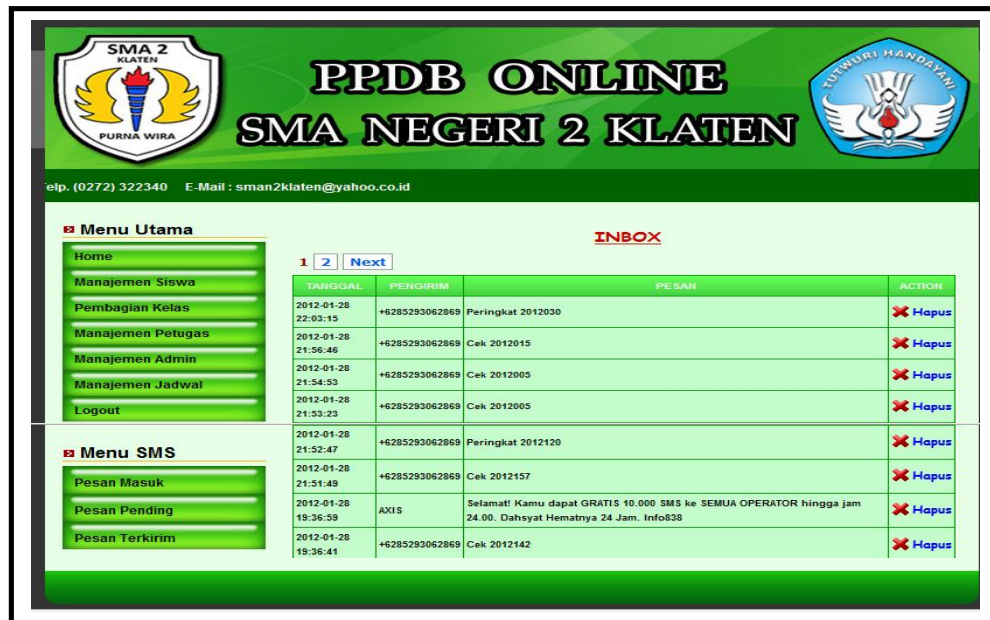 SMA 2
KLATEN
PURNA WIRA
PPDB ONLINE
SMA NEGERI 2 KLATEN
TUTWURI HANDAYANI
elp. (0272) 322340 E-Mail : sman2klaten@yahoo.co.id
Menu Utama
Home
Manajemen Siswa
Pembagian Kelas
Manajemen Petugas
Manajemen Admin
Manajemen Jadwal
Logout
Menu SMS
Pesan Masuk
Pesan Pending
Pesan Terkirim
INBOX
1 2 Next
TANGGAL PENGIRIM PESAN ACTION
2012-01-28
22:03:15 +6285293062869 Peringkat 2012030 Hapus
2012-01-28
21:56:46 +6285293062869 Cek 2012015 Hapus
2012-01-28
21:54:53 +6285293062869 Cek 2012005 Hapus
2012-01-28
21:53:23 +6285293062869 Cek 2012005 Hapus
2012-01-28
21:52:47 +6285293062869 Peringkat 2012120 Hapus
2012-01-28
21:51:49 +6285293062869 Cek 2012157 Hapus
2012-01-28
19:36:59 AXIS Selamat! Kamu dapat GRATIS 10.000 SMS ke SEMUA OPERATOR hingga jam
24.00. Dahsyat Hematnya 24 Jam. Info838 Hapus
2012-01-28
19:36:41 +6285293062869 Cek 2012142 Hapus